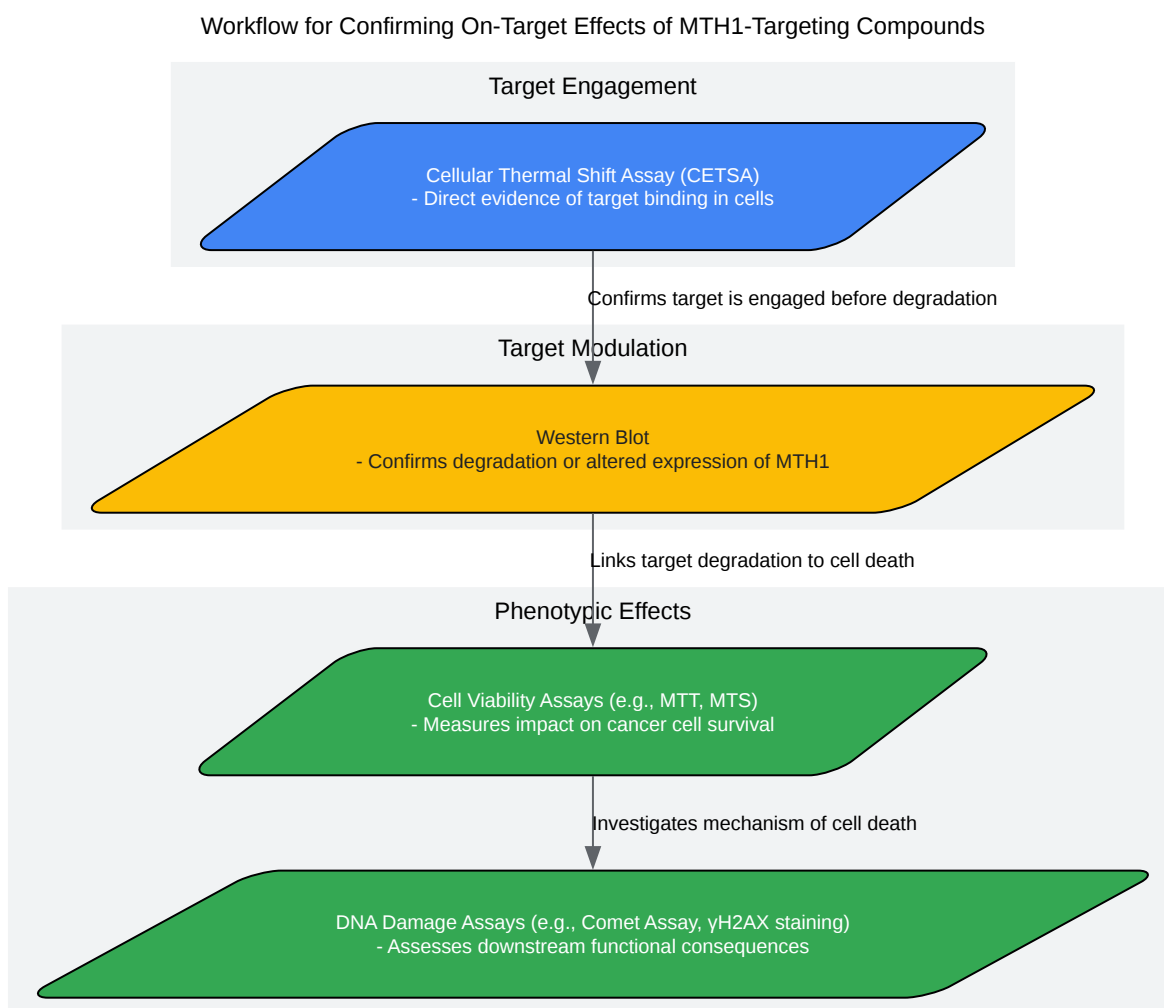 Workflow for Confirming On-Target Effects of MTH1-Targeting Compounds
Target Engagement
Cellular Thermal Shift Assay (CETSA)
- Direct evidence of target binding in cells
Confirms target is engaged before degradation
Target Modulation
Western Blot
- Confirms degradation or altered expression of MTH1
Links target degradation to cell death
Phenotypic Effects
Cell Viability Assays (e.g., MTT, MTS)
- Measures impact on cancer cell survival
Investigates mechanism of cell death
DNA Damage Assays (e.g., Comet Assay, γH2AX staining)
- Assesses downstream functional consequences